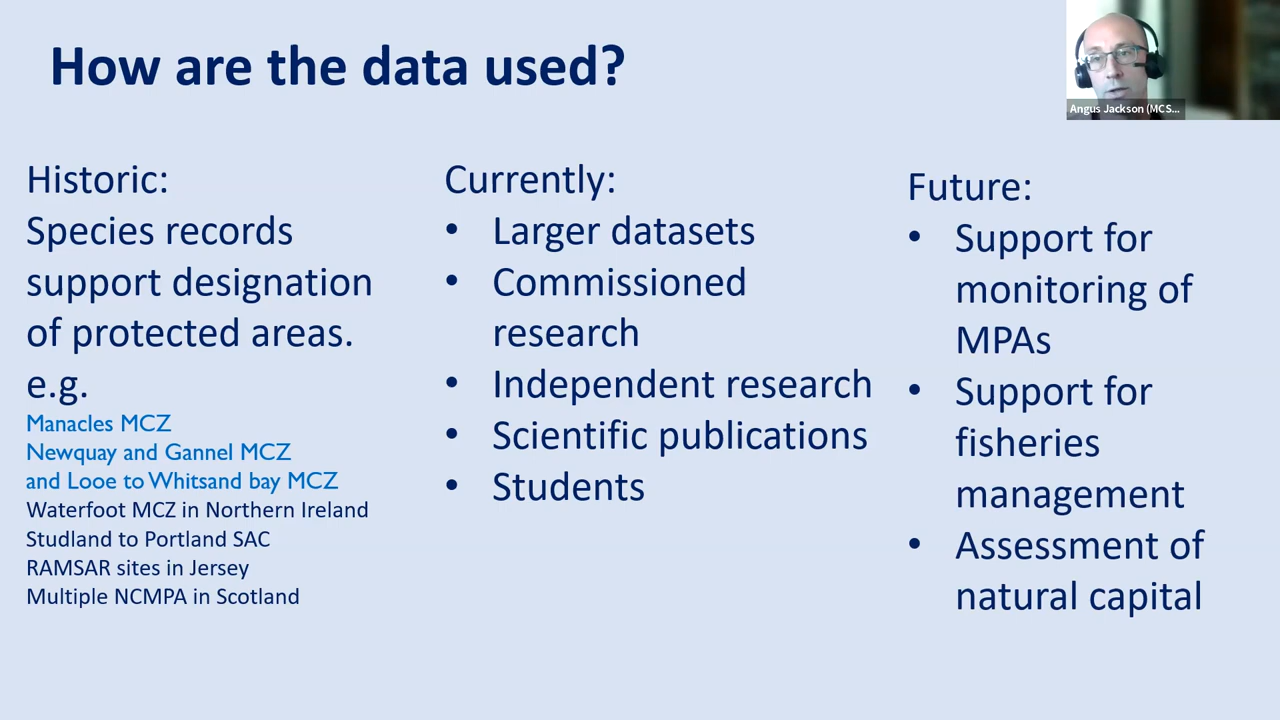 How are the data used?
Angus Jackson (MCS...
Historic:
Species records
support designation
of protected areas.
e.g.
Manacles MCZ
Newquay and Gannel MCZ
and Looe to Whitsand bay MCZ
Waterfoot MCZ in Northern Ireland
Studland to Portland SAC
RAMSAR sites in Jersey
Multiple NCMPA in Scotland
Currently:
• Larger datasets
• Commissioned
research
• Independent research
• Scientific publications
• Students
Future:
• Support for
monitoring of
MPAs
• Support for
fisheries
management
• Assessment of
natural capital